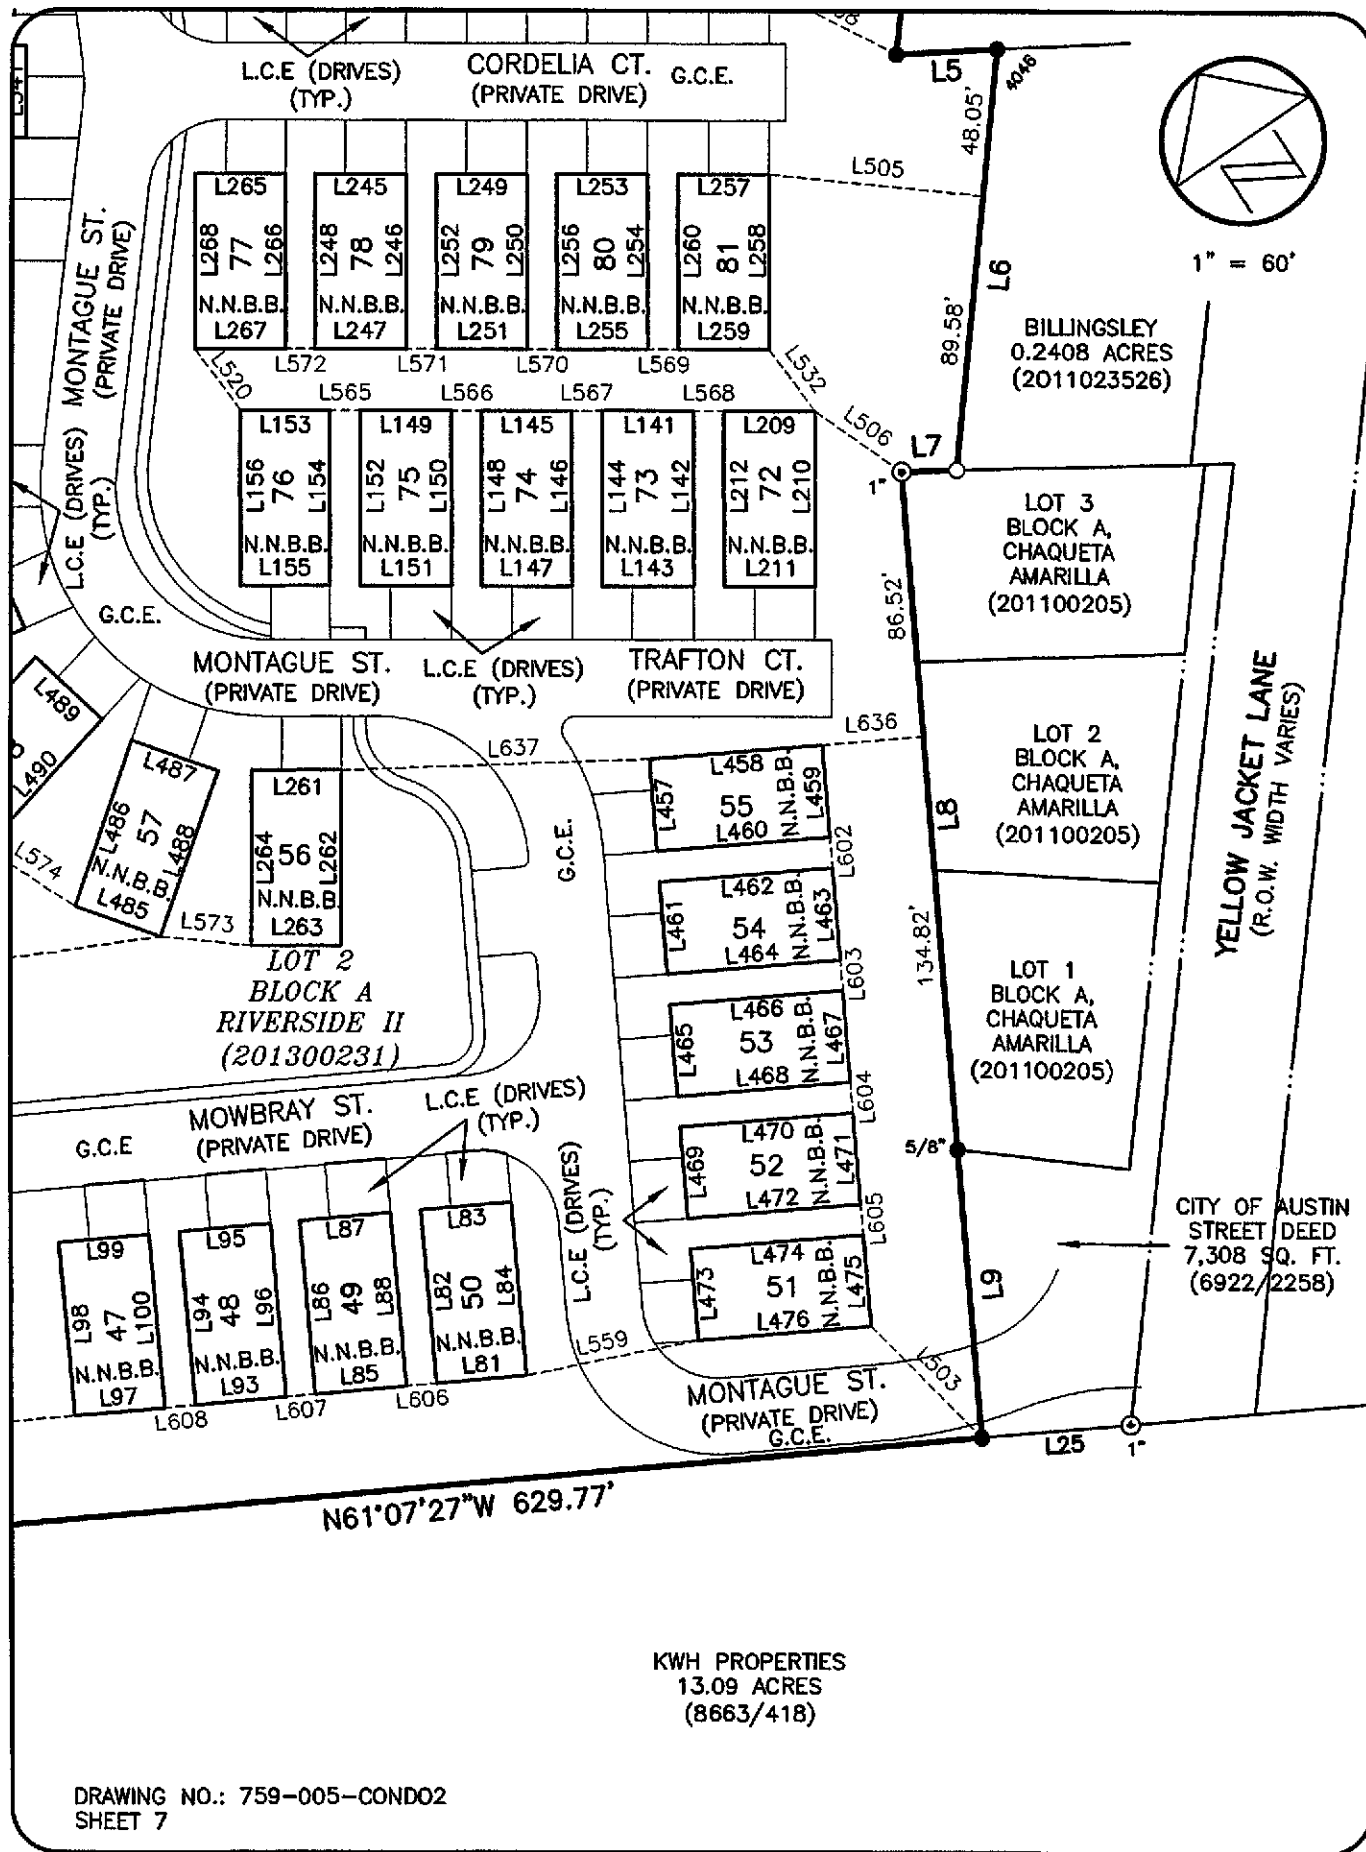 L.C.E (DRIVES)
(TYP.)
CORDELIA CT.
(PRIVATE DRIVE)
G.C.E.
L5
4046
48.05'
L505
L6
89.58'
1" = 60'
BILLINGSLEY
0.2408 ACRES
(2011023526)
MONTAGUE ST.
(PRIVATE DRIVE)
L265
L268
77
L266
N.N.B.B.
L267
L245
L248
78
L246
N.N.B.B.
L247
L249
L252
79
L250
N.N.B.B.
L251
L253
L256
80
L254
N.N.B.B.
L255
L257
L260
81
L258
N.N.B.B.
L259
L520
L572
L571
L570
L569
L532
L565
L566
L567
L568
L506
L7
1"
L.C.E (DRIVES)
(TYP.)
L153
L156
76
L154
N.N.B.B.
L155
L149
L152
75
L150
N.N.B.B.
L151
L145
L148
74
L146
N.N.B.B.
L147
L141
L144
73
L142
N.N.B.B.
L143
L209
L212
72
L210
N.N.B.B.
L211
LOT 3
BLOCK A,
CHAQUETA
AMARILLA
(201100205)
86.52'
G.C.E.
MONTAGUE ST.
(PRIVATE DRIVE)
L.C.E (DRIVES)
(TYP.)
TRAFTON CT.
(PRIVATE DRIVE)
L636
L637
L489
L490
L487
L486
57
L488
N.N.B.B.
L485
L574
L573
L261
L264
56
L262
N.N.B.B.
L263
L458
L457
55
N.N.B.B.
L459
L460
L602
G.C.E.
L8
LOT 2
BLOCK A,
CHAQUETA
AMARILLA
(201100205)
YELLOW JACKET LANE
(R.O.W. WIDTH VARIES)
L462
L461
54
N.N.B.B.
L463
L464
L603
134.82'
LOT 2
BLOCK A
RIVERSIDE II
(201300231)
L466
L465
53
N.N.B.B.
L467
L468
L604
LOT 1
BLOCK A,
CHAQUETA
AMARILLA
(201100205)
MOWBRAY ST.
(PRIVATE DRIVE)
G.C.E
L.C.E (DRIVES)
(TYP.)
L470
L469
52
N.N.B.B.
L471
L472
L605
5/8"
L.C.E (DRIVES)
(TYP.)
CITY OF AUSTIN
STREET DEED
7,308 SQ. FT.
(6922/2258)
L99
L98
47
L100
N.N.B.B.
L97
L95
L94
48
L96
N.N.B.B.
L93
L87
L86
49
L88
N.N.B.B.
L85
L83
L82
50
L84
N.N.B.B.
L81
L474
L473
51
N.N.B.B.
L475
L476
L9
L559
L503
L608
L607
L606
MONTAGUE ST.
(PRIVATE DRIVE)
G.C.E.
L25
1"
N61°07'27"W 629.77'
KWH PROPERTIES
13.09 ACRES
(8663/418)
DRAWING NO.: 759-005-CONDO2
SHEET 7